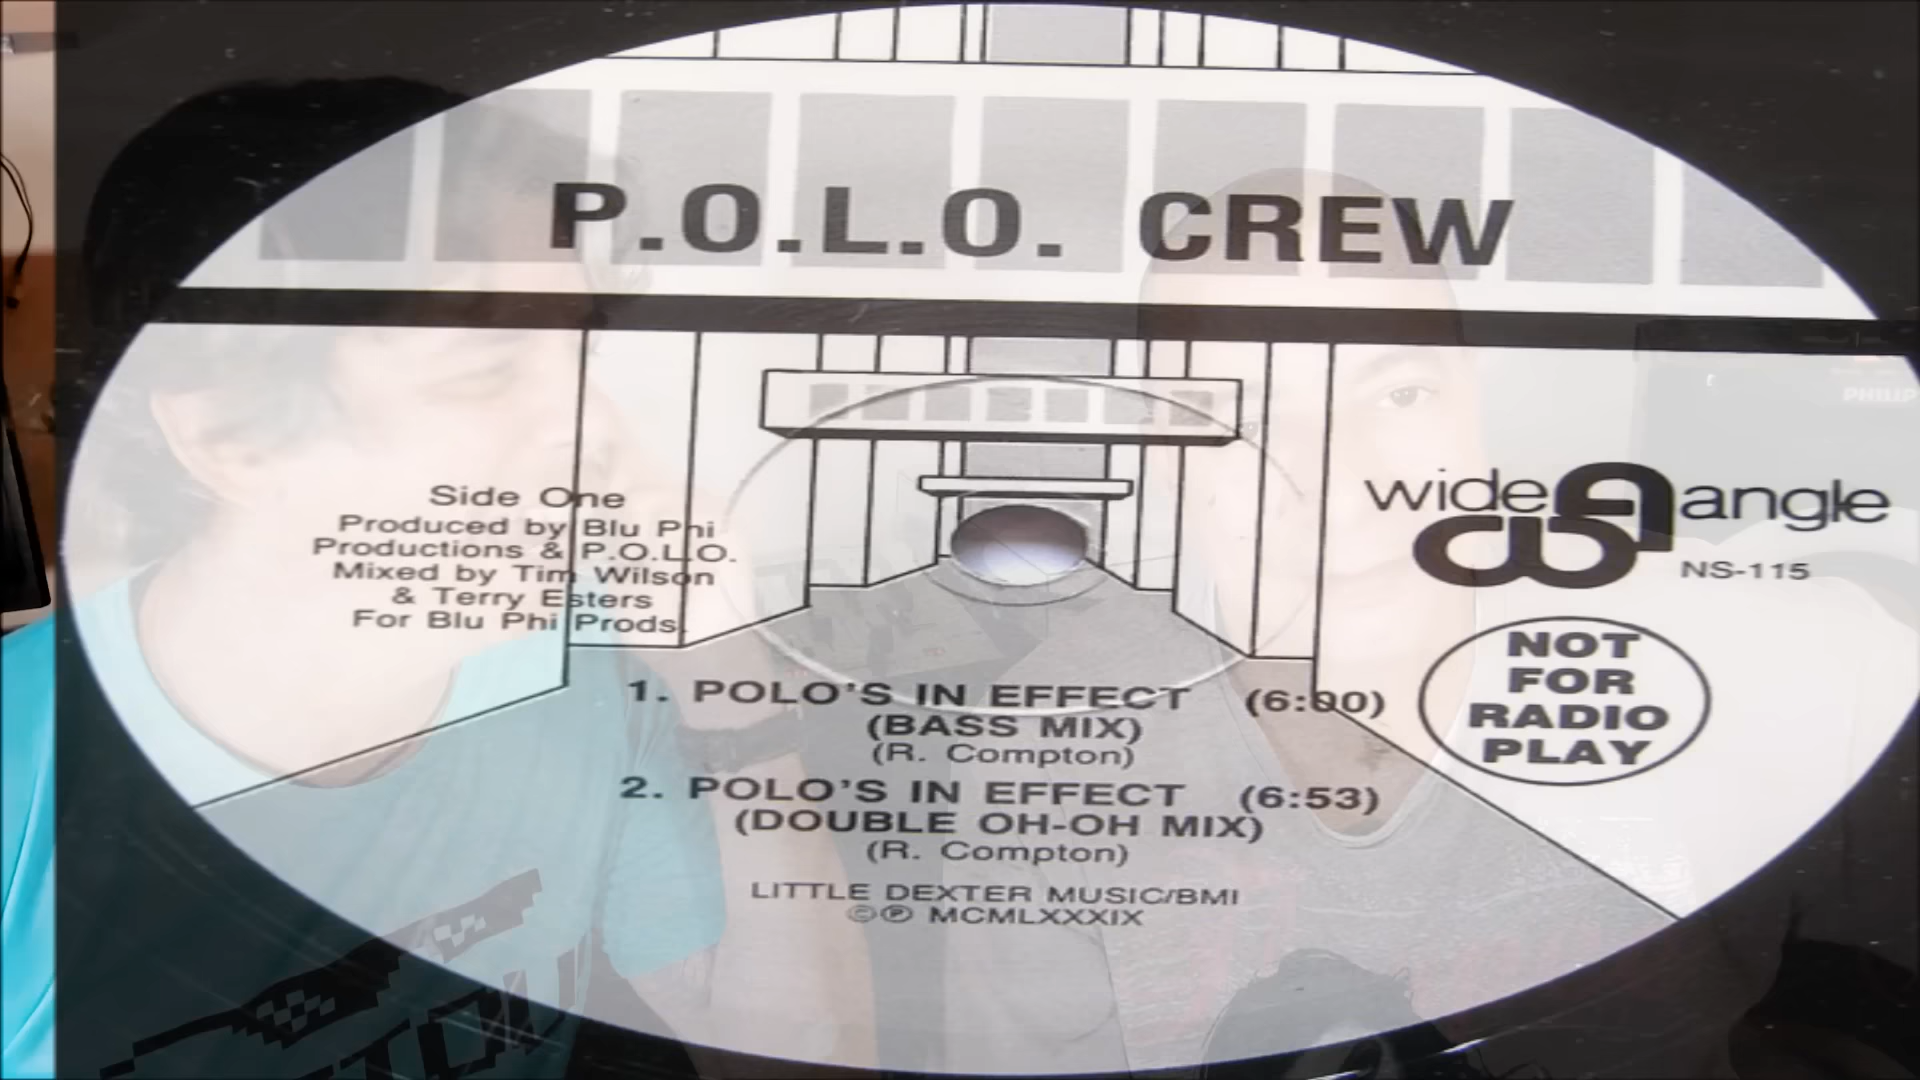 P.O.L.O. CREW
Side One
Produced by Blu Phi
Productions & P.O.L.O.
Mixed by Tim Wilson
& Terry Esters
For Blu Phi Prods.
wide angle
NS-115
NOT
FOR
RADIO
PLAY
1. POLO'S IN EFFECT (6:00)
(BASS MIX)
(R. Compton)
2. POLO'S IN EFFECT (6:53)
(DOUBLE OH-OH MIX)
(R. Compton)
LITTLE DEXTER MUSIC/BMI
©℗ MCMLXXXIX